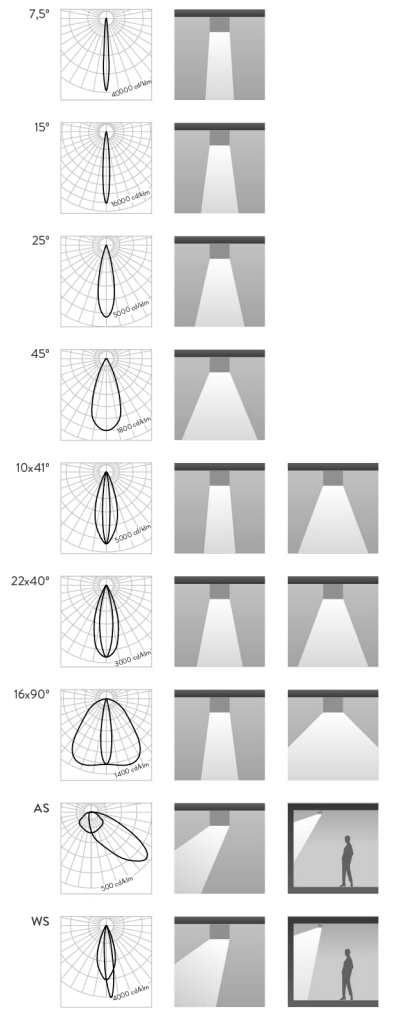 7,5°
40000 cd/klm
15°
16000 cd/klm
25°
5000 cd/klm
45°
1800 cd/klm
10x41°
5000 cd/klm
22x40°
3000 cd/klm
16x90°
1400 cd/klm
AS
500 cd/klm
WS
4000 cd/klm